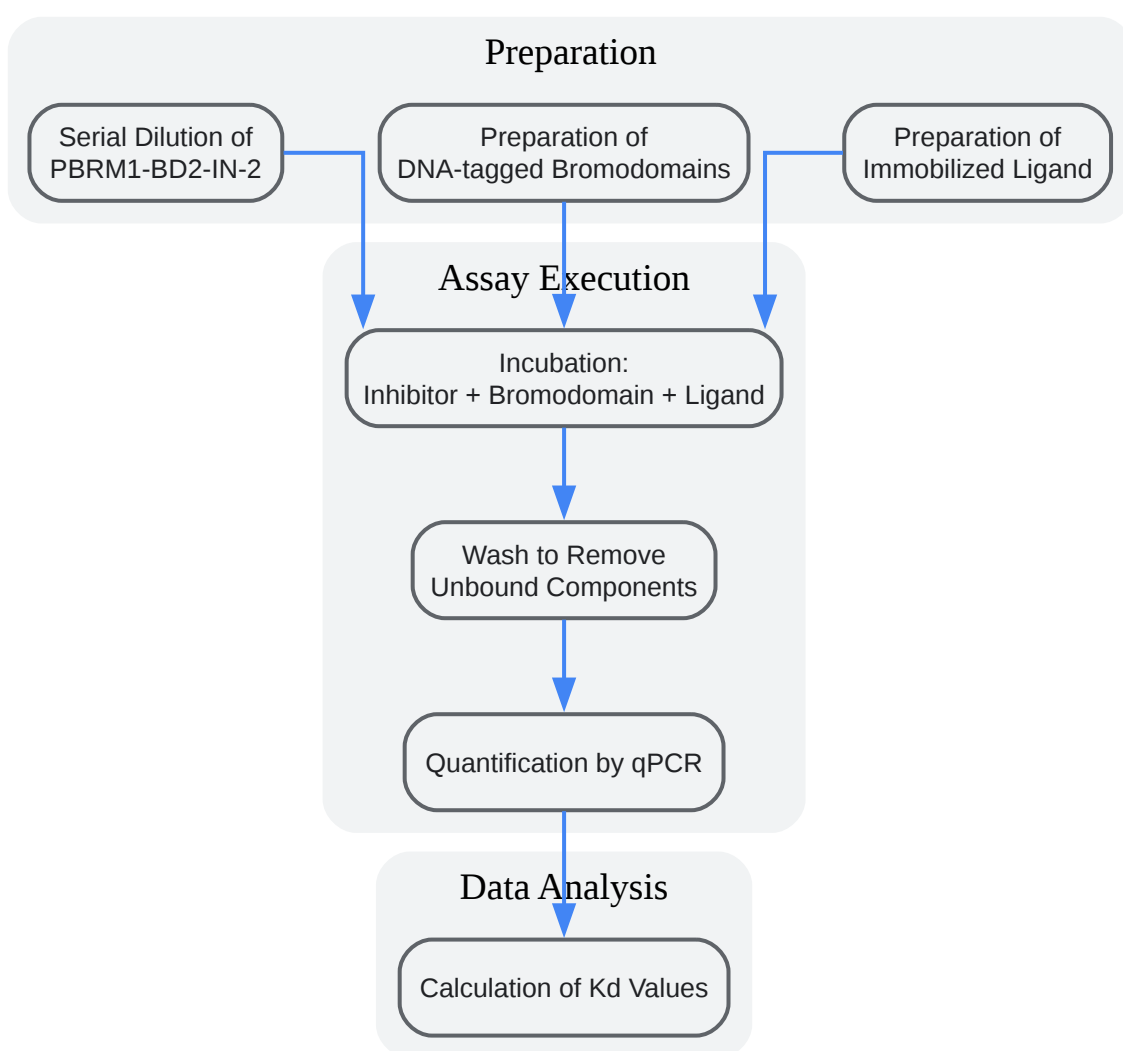 Preparation
Serial Dilution of
PBRM1-BD2-IN-2
Preparation of
DNA-tagged Bromodomains
Preparation of
Immobilized Ligand
Assay Execution
Incubation:
Inhibitor + Bromodomain + Ligand
Wash to Remove
Unbound Components
Quantification by qPCR
Data Analysis
Calculation of Kd Values